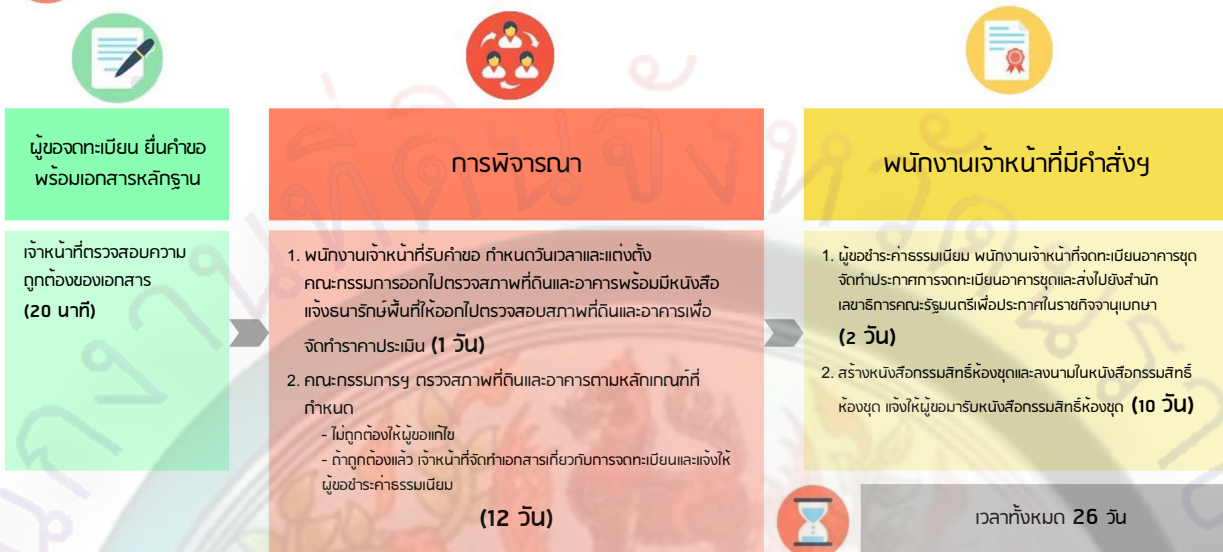 ผู้ขอจดทะเบียน ยื่นคำขอ
พร้อมเอกสารหลักฐาน
เจ้าหน้าที่ตรวจสอบความ
ถูกต้องของเอกสาร
(20 นาที)
การพิจารณา
1. พนักงานเจ้าหน้าที่รับคำขอ กำหนดวันเวลาและแต่งตั้ง
คณะกรรมการออกไปตรวจสภาพที่ดินและอาคารพร้อมมีหนังสือ
แจ้งธนารักษ์พื้นที่ให้ออกไปตรวจสอบสภาพที่ดินและอาคารเพื่อ
จัดทำราคาประเมิน (1 วัน)
2. คณะกรรมการฯ ตรวจสภาพที่ดินและอาคารตามหลักเกณฑ์ที่
กำหนด
- ไม่ถูกต้องให้ผู้ขอแก้ไข
- ถ้าถูกต้องแล้ว เจ้าหน้าที่จัดทำเอกสารเกี่ยวกับการจดทะเบียนและแจ้งให้
ผู้ขอชำระค่าธรรมเนียม
(12 วัน)
พนักงานเจ้าหน้าที่มีคำสั่งฯ
1. ผู้ขอชำระค่าธรรมเนียม พนักงานเจ้าหน้าที่จดทะเบียนอาคารชุด
จัดทำประกาศการจดทะเบียนอาคารชุดและส่งไปยังสำนัก
เลขาธิการคณะรัฐมนตรีเพื่อประกาศในราชกิจจานุเบกษา
(2 วัน)
2. สร้างหนังสือกรรมสิทธิ์ห้องชุดและลงนามในหนังสือกรรมสิทธิ์
ห้องชุด แจ้งให้ผู้ขอมารับหนังสือกรรมสิทธิ์ห้องชุด (10 วัน)
เวลาทั้งหมด 26 วัน